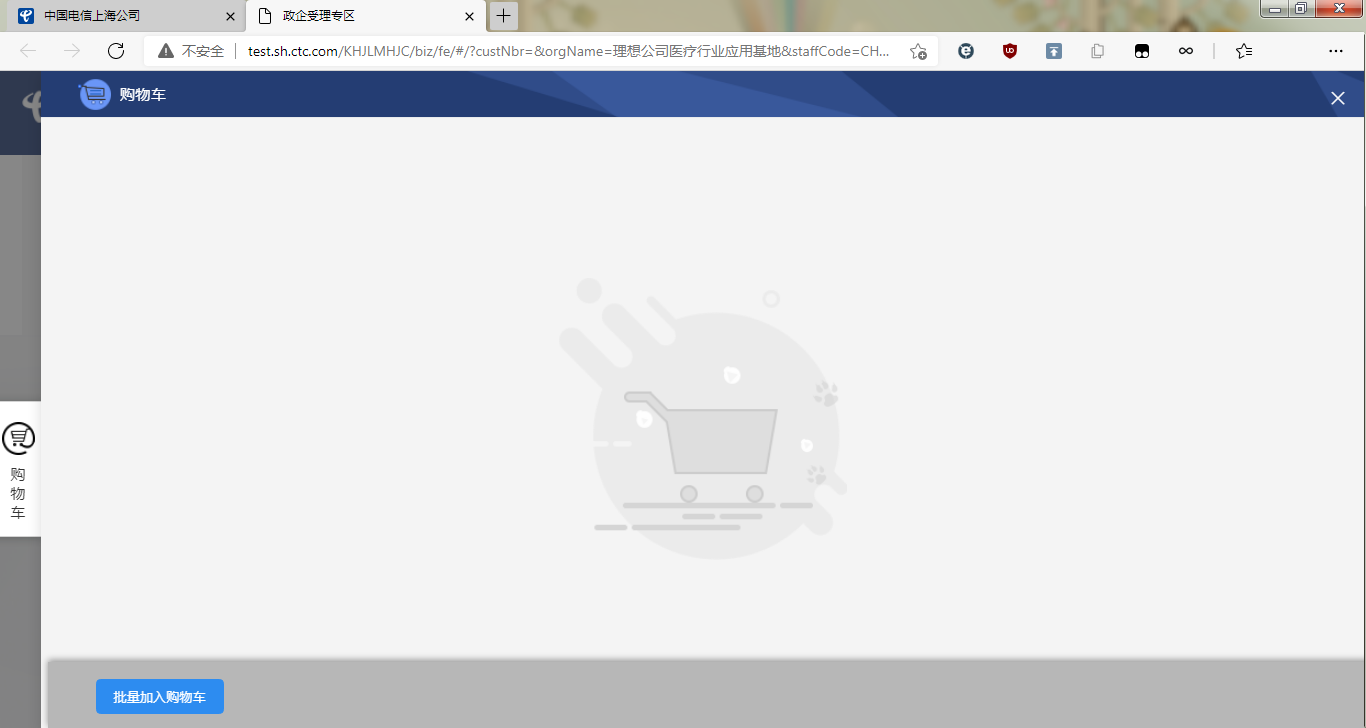 中国电信上海公司
政企受理专区
不安全
test.sh.ctc.com/KHJLMHJC/biz/fe/#/?custNbr=&orgName=理想公司医疗行业应用基地&staffCode=CH...
购物车
购
物
车
批量加入购物车